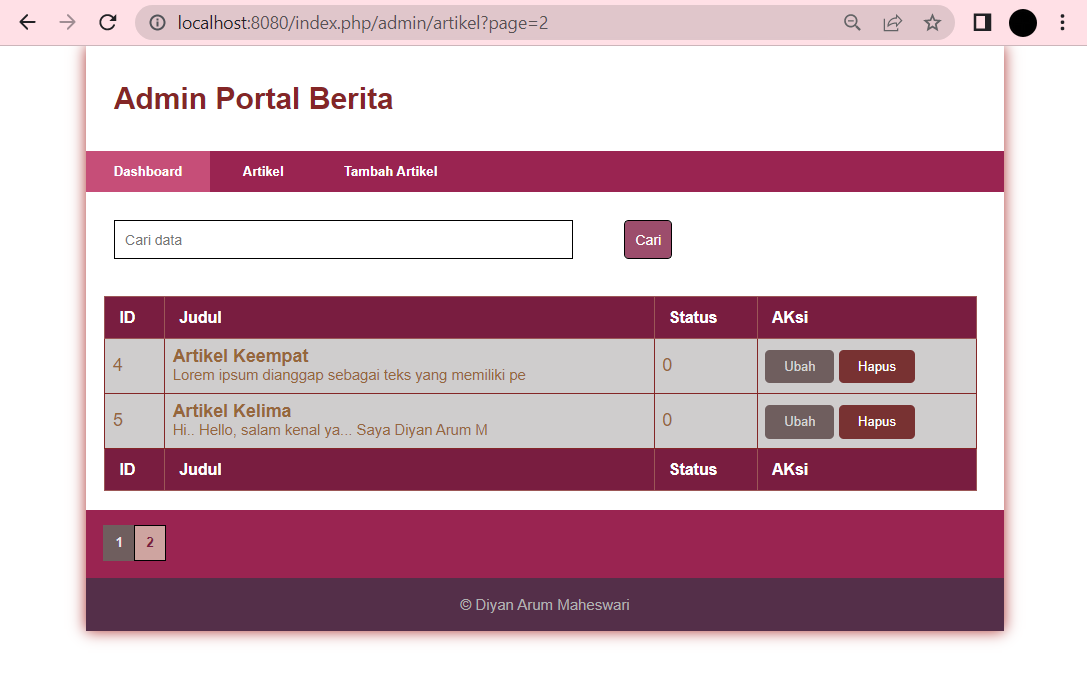 localhost:8080/index.php/admin/artikel?page=2
Admin Portal Berita
Dashboard Artikel Tambah Artikel
Cari data Cari
ID Judul Status AKsi
4 Artikel Keempat 0 Ubah Hapus
Lorem ipsum dianggap sebagai teks yang memiliki pe
5 Artikel Kelima 0 Ubah Hapus
Hi.. Hello, salam kenal ya... Saya Diyan Arum M
ID Judul Status AKsi
1 2
© Diyan Arum Maheswari